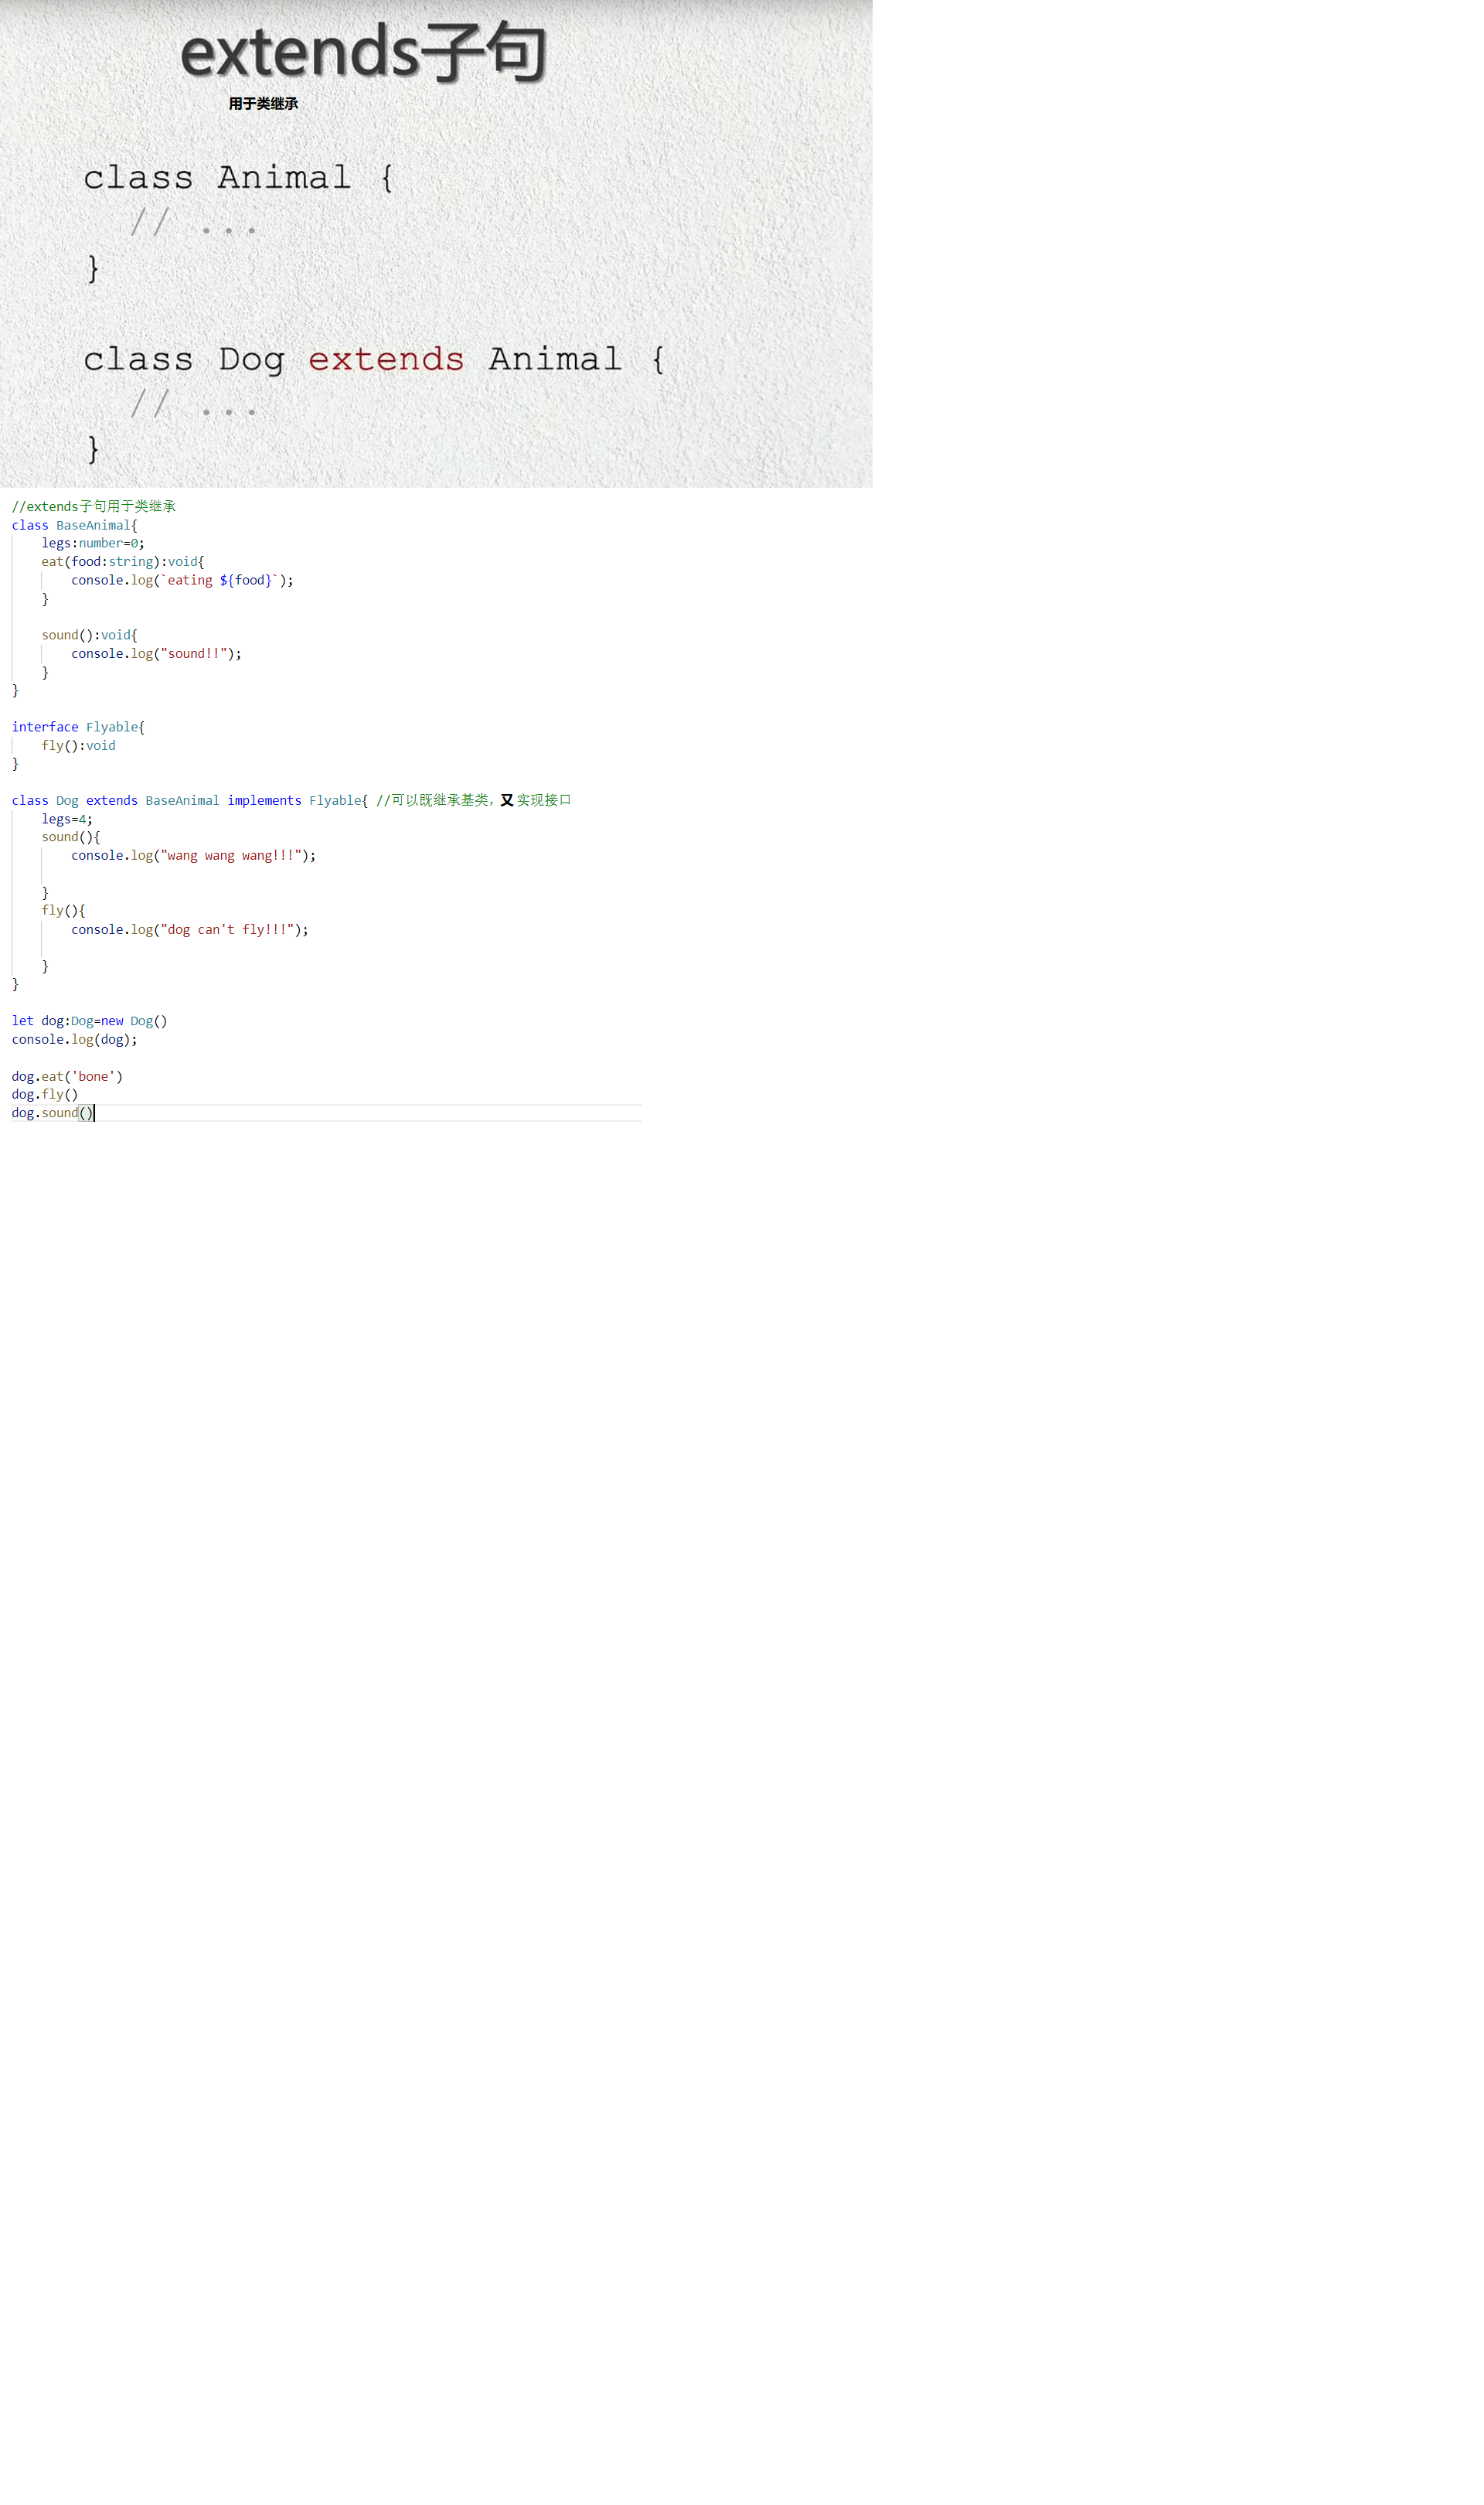 extends子句
用于类继承
class Animal {
// ...
}
class Dog extends Animal {
// ...
}
//extends子句用于类继承
class BaseAnimal{
legs:number=0;
eat(food:string):void{
console.log(`eating ${food}`);
}
sound():void{
console.log("sound!!");
}
}
interface Flyable{
fly():void
}
class Dog extends BaseAnimal implements Flyable{ //可以既继承基类，又 实现接口
legs=4;
sound(){
console.log("wang wang wang!!!");
}
fly(){
console.log("dog can't fly!!!");
}
}
let dog:Dog=new Dog()
console.log(dog);
dog.eat('bone')
dog.fly()
dog.sound()